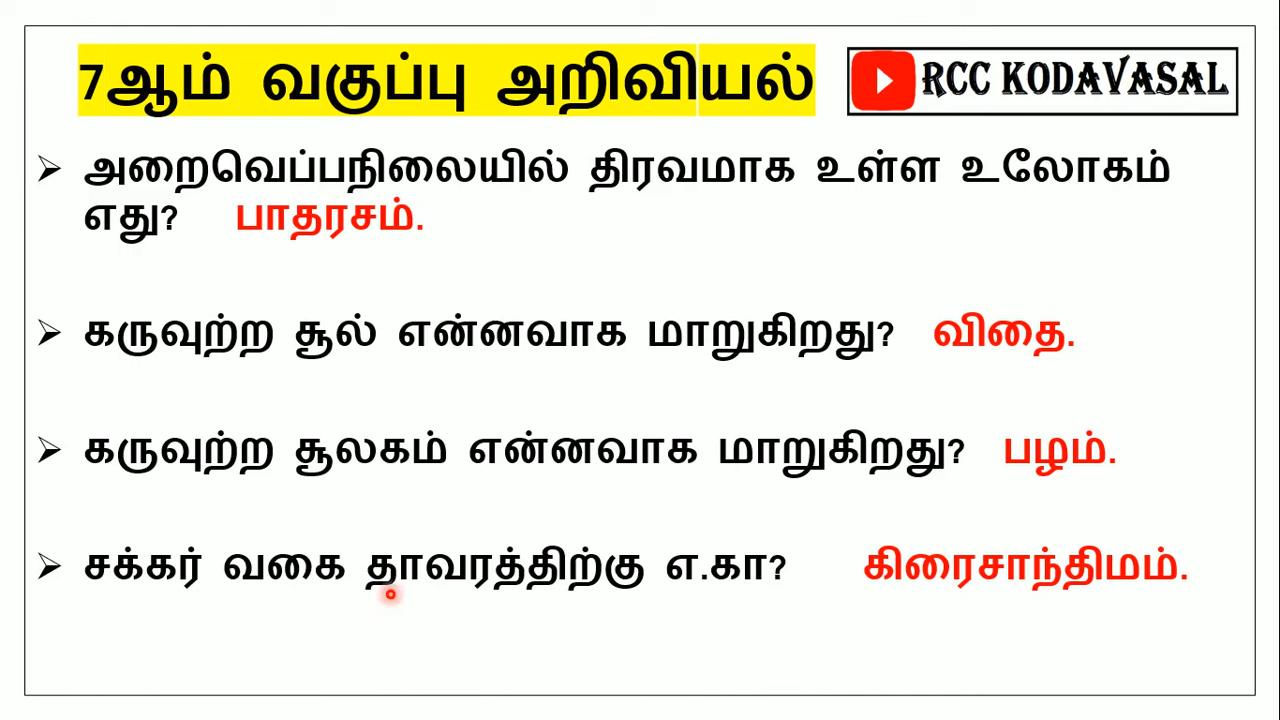 7ஆம் வகுப்பு அறிவியல்
RCC KODAVASAL
அறைவெப்பநிலையில் திரவமாக உள்ள உலோகம்
எது? பாதரசம்.
கருவுற்ற சூல் என்னவாக மாறுகிறது? விதை.
கருவுற்ற சூலகம் என்னவாக மாறுகிறது? பழம்.
சக்கர் வகை தாவரத்திற்கு எ.கா? கிரைசாந்திமம்.